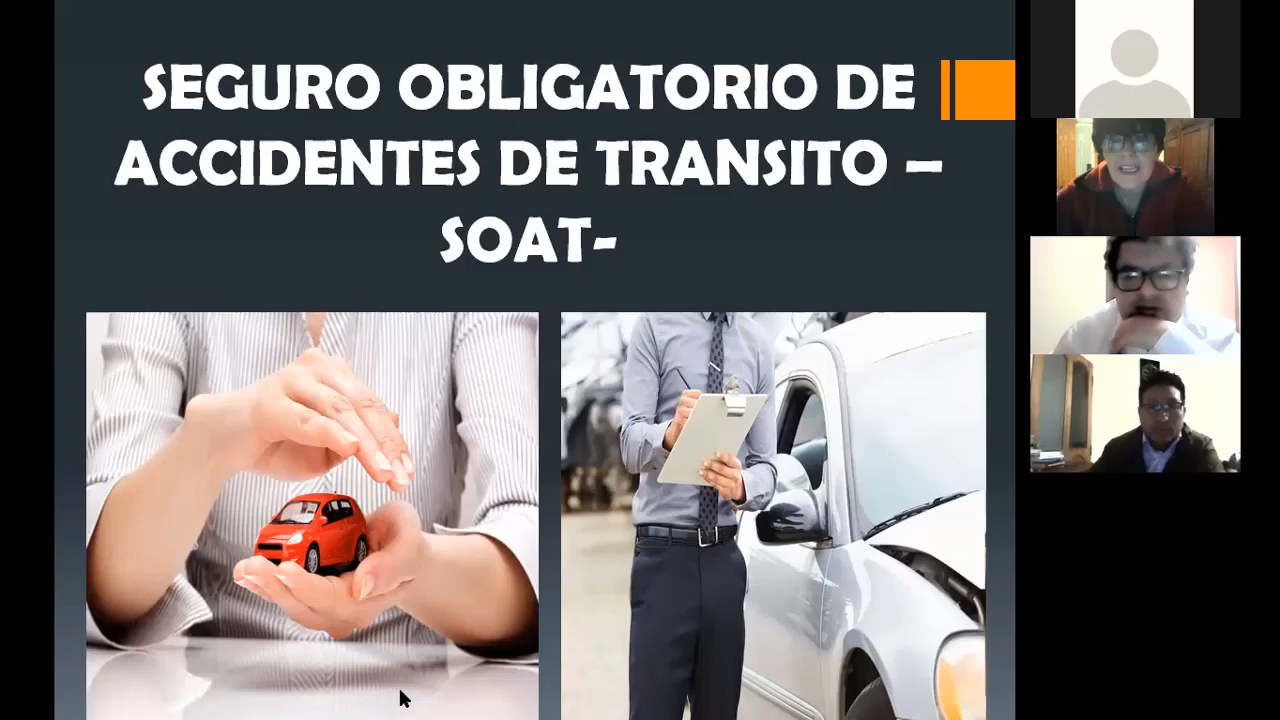 SEGURO OBLIGATORIO DE
ACCIDENTES DE TRANSITO –
SOAT-